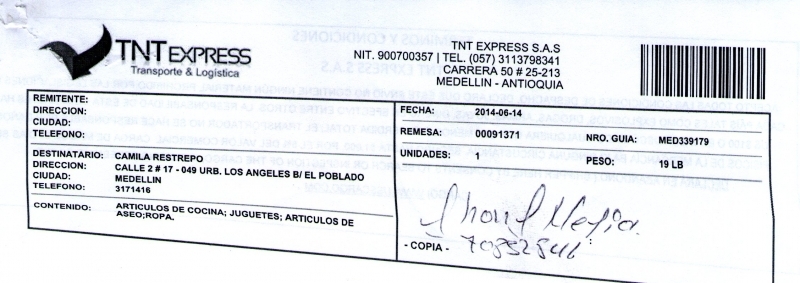 TNT EXPRESS
Transporte & Logística
TNT EXPRESS S.A.S
NIT. 900700357 | TEL. (057) 3113798341
CARRERA 50 # 25-213
MEDELLIN - ANTIOQUIA
REMITENTE:
DIRECCION:
CIUDAD:
TELEFONO:
DESTINATARIO: CAMILA RESTREPO
DIRECCION: CALLE 2 # 17 - 049 URB. LOS ANGELES B/ EL POBLADO
CIUDAD: MEDELLIN
TELEFONO: 3171416
CONTENIDO: ARTICULOS DE COCINA; JUGUETES; ARTICULOS DE
ASEO;ROPA.
FECHA: 2014-06-14
REMESA: 00091371 NRO. GUIA: MED339179
UNIDADES: 1 PESO: 19 LB
Mejia
- COPIA -